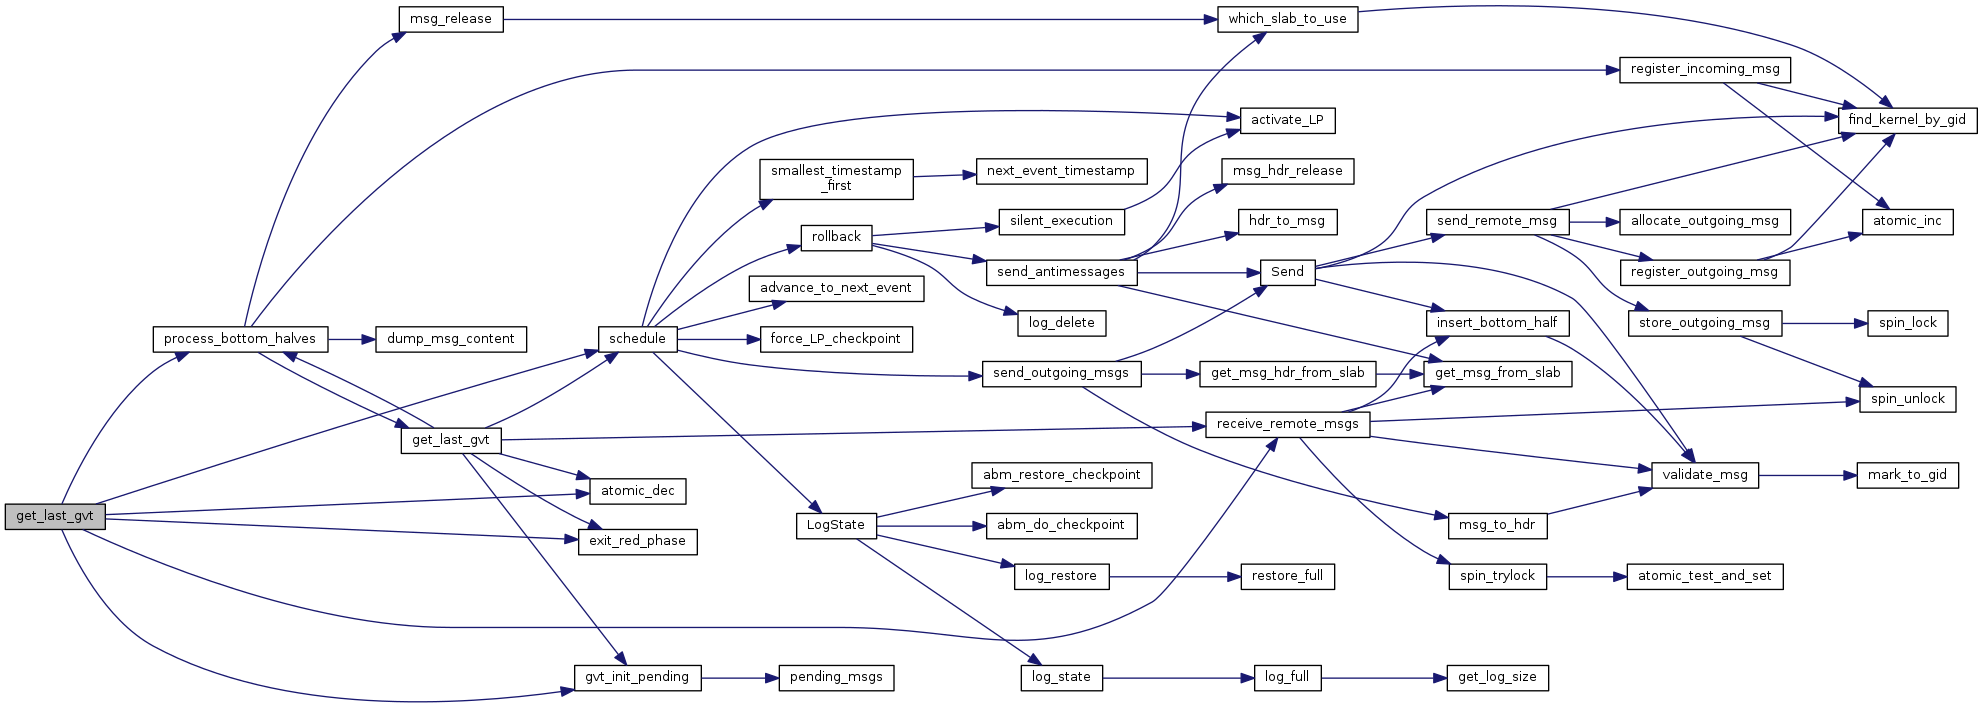 msg_release
which_slab_to_use
register_incoming_msg
activate_LP
find_kernel_by_gid
smallest_timestamp
_first
next_event_timestamp
msg_hdr_release
silent_execution
hdr_to_msg
send_remote_msg
allocate_outgoing_msg
atomic_inc
rollback
send_antimessages
Send
register_outgoing_msg
advance_to_next_event
log_delete
insert_bottom_half
store_outgoing_msg
spin_lock
process_bottom_halves
dump_msg_content
schedule
force_LP_checkpoint
send_outgoing_msgs
get_msg_hdr_from_slab
get_msg_from_slab
spin_unlock
get_last_gvt
receive_remote_msgs
abm_restore_checkpoint
validate_msg
mark_to_gid
atomic_dec
get_last_gvt
LogState
abm_do_checkpoint
msg_to_hdr
exit_red_phase
log_restore
restore_full
spin_trylock
atomic_test_and_set
gvt_init_pending
pending_msgs
log_state
log_full
get_log_size